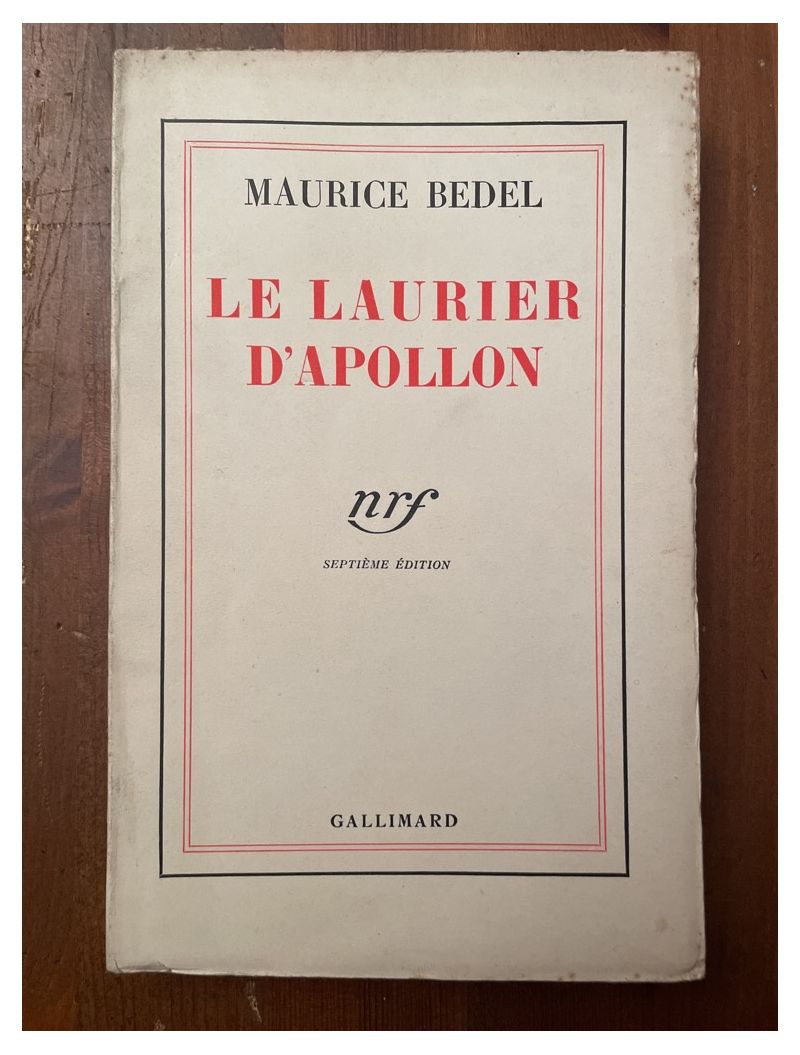 MAURICE BEDEL
LE LAURIER
D'APOLLON
nrf
SEPTIÈME ÉDITION
GALLIMARD